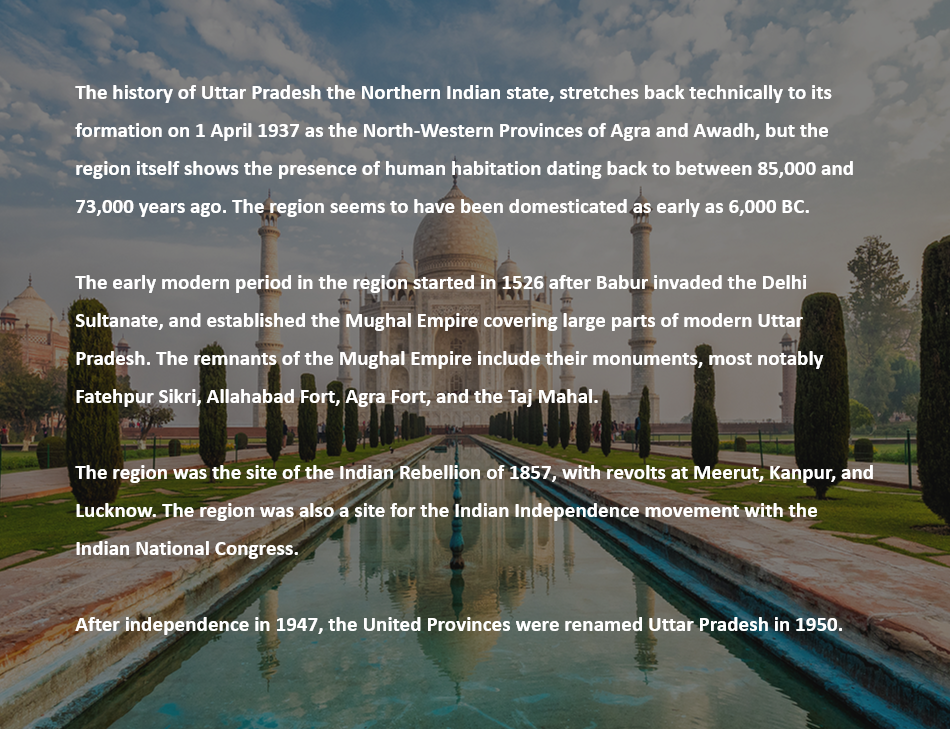 The history of Uttar Pradesh the Northern Indian state, stretches back technically to its
formation on 1 April 1937 as the North-Western Provinces of Agra and Awadh, but the
region itself shows the presence of human habitation dating back to between 85,000 and
73,000 years ago. The region seems to have been domesticated as early as 6,000 BC.
The early modern period in the region started in 1526 after Babur invaded the Delhi
Sultanate, and established the Mughal Empire covering large parts of modern Uttar
Pradesh. The remnants of the Mughal Empire include their monuments, most notably
Fatehpur Sikri, Allahabad Fort, Agra Fort, and the Taj Mahal.
The region was the site of the Indian Rebellion of 1857, with revolts at Meerut, Kanpur, and
Lucknow. The region was also a site for the Indian Independence movement with the
Indian National Congress.
After independence in 1947, the United Provinces were renamed Uttar Pradesh in 1950.